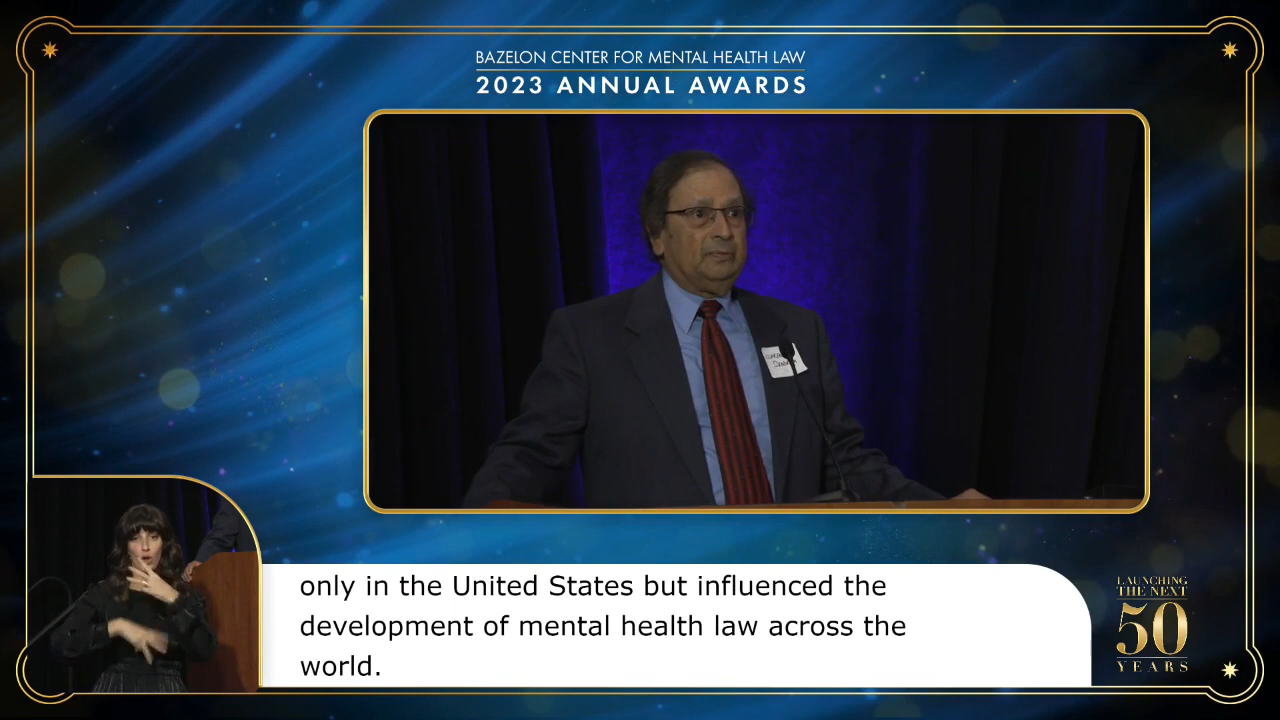 BAZELON CENTER FOR MENTAL HEALTH LAW
2023 ANNUAL AWARDS
only in the United States but influenced the
development of mental health law across the
world.
LAUNCHING
THE NEXT
50
YEARS